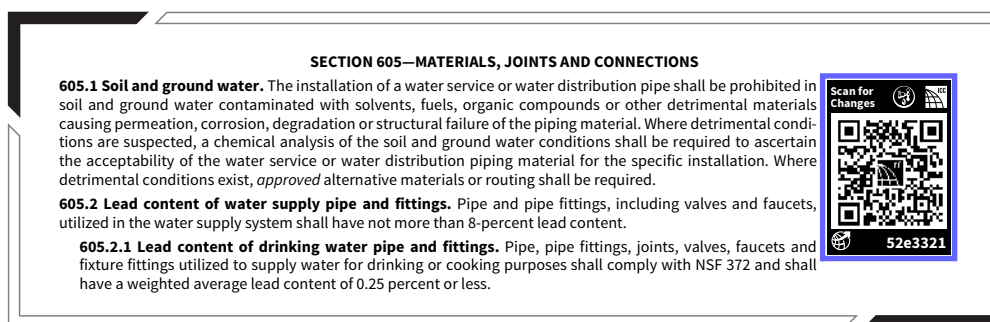 SECTION 605—MATERIALS, JOINTS AND CONNECTIONS
605.1 Soil and ground water. The installation of a water service or water distribution pipe shall be prohibited in
soil and ground water contaminated with solvents, fuels, organic compounds or other detrimental materials
causing permeation, corrosion, degradation or structural failure of the piping material. Where detrimental condi-
tions are suspected, a chemical analysis of the soil and ground water conditions shall be required to ascertain
the acceptability of the water service or water distribution piping material for the specific installation. Where
detrimental conditions exist, approved alternative materials or routing shall be required.
605.2 Lead content of water supply pipe and fittings. Pipe and pipe fittings, including valves and faucets,
utilized in the water supply system shall have not more than 8-percent lead content.
605.2.1 Lead content of drinking water pipe and fittings. Pipe, pipe fittings, joints, valves, faucets and
fixture fittings utilized to supply water for drinking or cooking purposes shall comply with NSF 372 and shall
have a weighted average lead content of 0.25 percent or less.
Scan for
Changes
ICC
52e3321